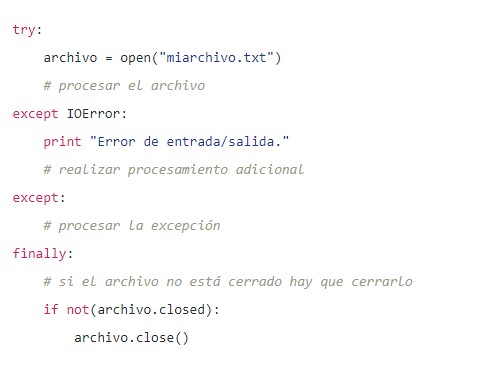 try:
    archivo = open("miarchivo.txt")
    # procesar el archivo
except IOError:
    print "Error de entrada/salida."
    # realizar procesamiento adicional
except:
    # procesar la excepción
finally:
    # si el archivo no está cerrado hay que cerrarlo
    if not(archivo.closed):
        archivo.close()